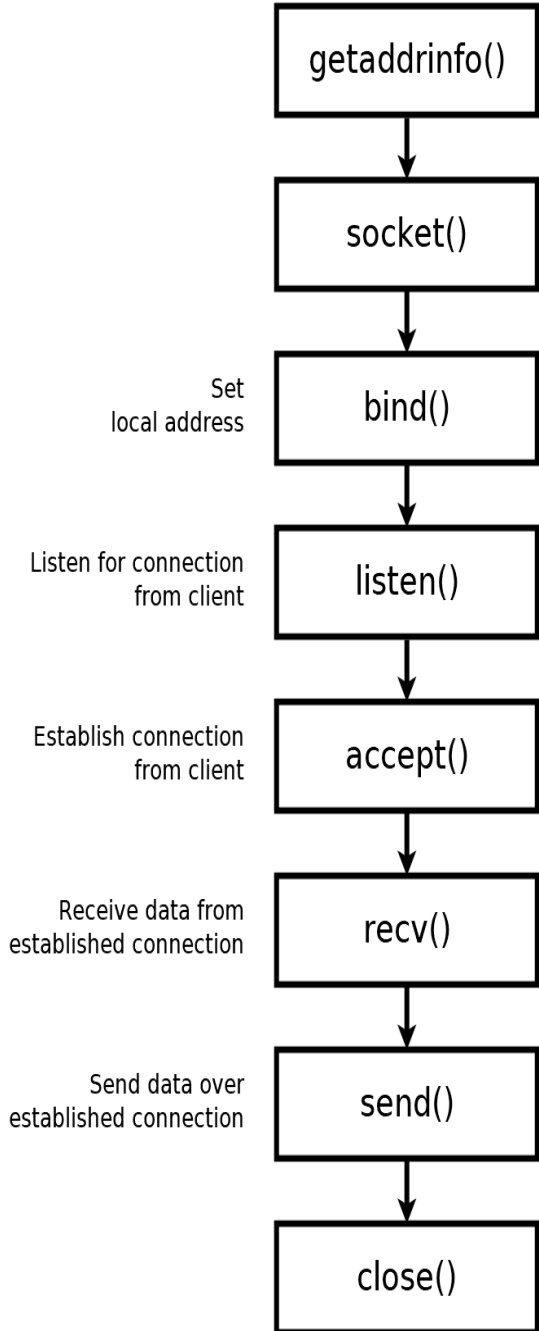 getaddrinfo()
socket()
Set
local address
bind()
Listen for connection
from client
listen()
Establish connection
from client
accept()
Receive data from
established connection
recv()
Send data over
established connection
send()
close()